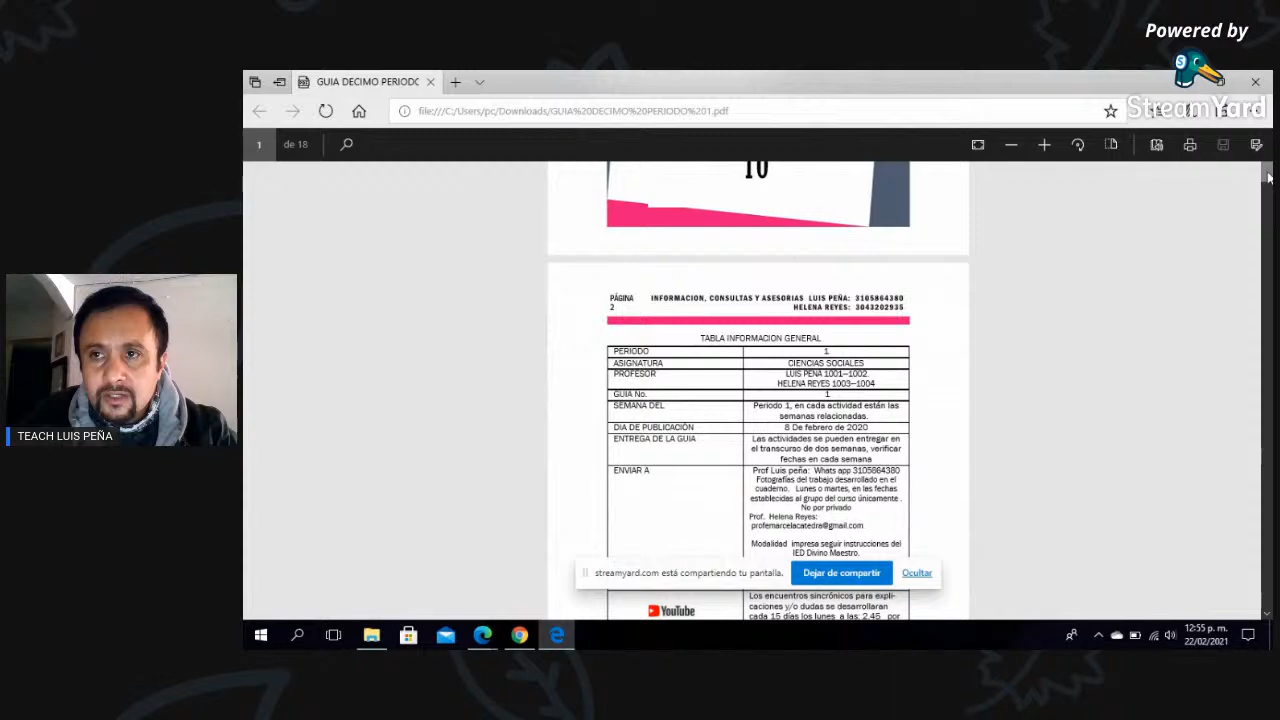 Powered by
StreamYard
GUIA DECIMO PERIODO
file:///C:/Users/pc/Downloads/GUIA%20DECIMO%20PERIODO%201.pdf
1 de 18
10
PÁGINA INFORMACION, CONSULTAS Y ASESORIAS LUIS PEÑA: 3105864380
2 HELENA REYES: 3043202935
TABLA INFORMACION GENERAL
PERIODO 1
ASIGNATURA CIENCIAS SOCIALES
PROFESOR LUIS PEÑA 1001–1002.
HELENA REYES 1003–1004
GUIA No. 1
SEMANA DEL Periodo 1, en cada actividad están las
semanas relacionadas.
DIA DE PUBLICACIÓN 8 De febrero de 2020
ENTREGA DE LA GUIA Las actividades se pueden entregar en
el transcurso de dos semanas, verificar
fechas en cada semana
ENVIAR A Prof Luis peña: Whats app 3105864380
Fotografías del trabajo desarrollado en el
cuaderno. Lunes o martes, en las fechas
establecidas al grupo del curso únicamente .
No por privado
Prof. Helena Reyes:
profemarcelacatedra@gmail.com
Modalidad impresa seguir instrucciones del
IED Divino Maestro.
streamyard.com está compartiendo tu pantalla. Dejar de compartir Ocultar
Los encuentros sincrónicos para expli-
YouTube caciones y/o dudas se desarrollaran
cada 15 días los lunes a las: 2.45 por
TEACH LUIS PEÑA
12:55 p. m.
22/02/2021